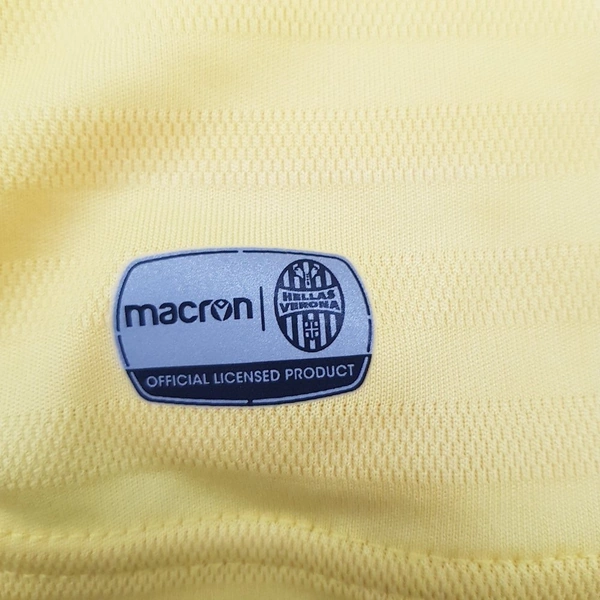 macron
HELLAS
VERONA
OFFICIAL LICENSED PRODUCT